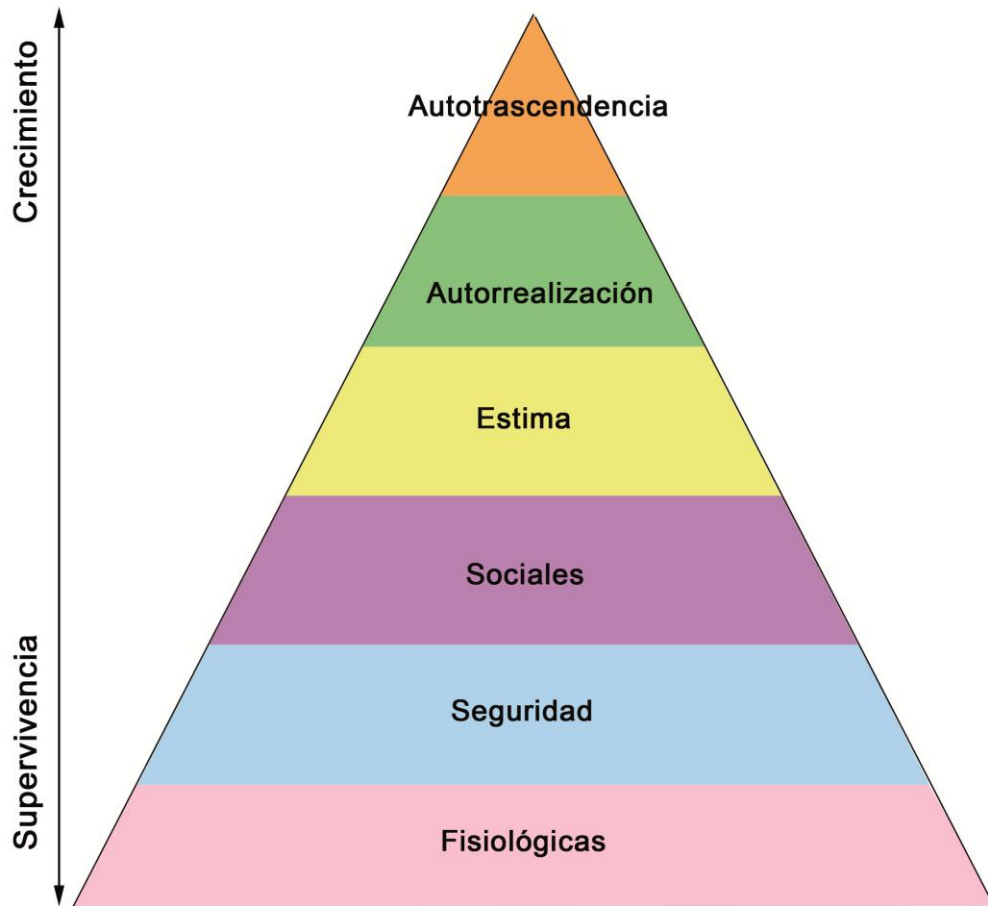 Crecimiento
Supervivencia
Autotrascendencia
Autorrealización
Estima
Sociales
Seguridad
Fisiológicas